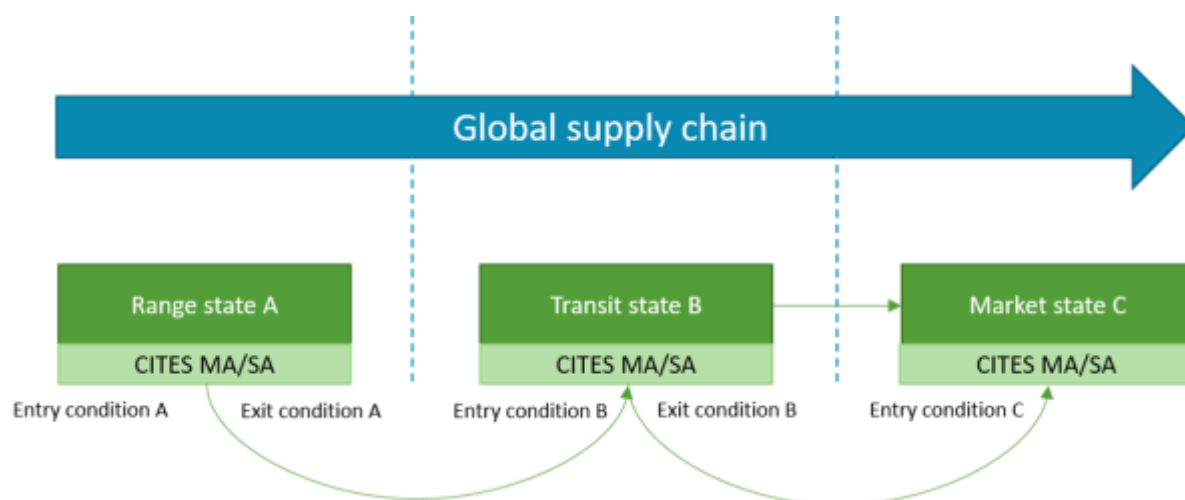 Global supply chain
Range state A
Transit state B
Market state C
CITES MA/SA
CITES MA/SA
CITES MA/SA
Entry condition A
Exit condition A
Entry condition B
Exit condition B
Entry condition C